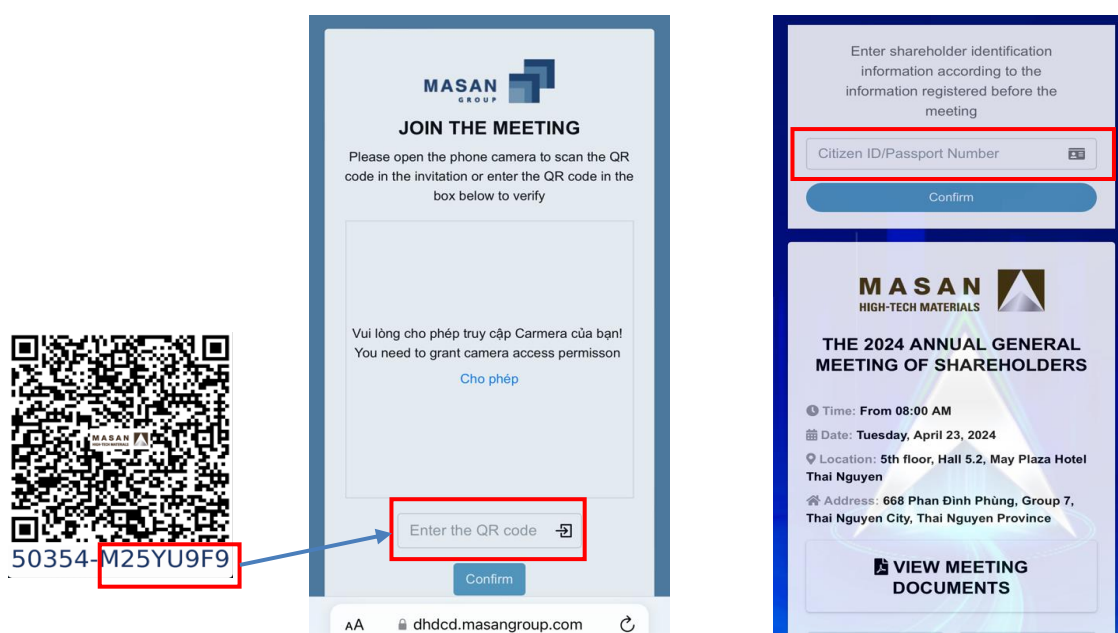 MASAN
HIGH-TECH MATERIALS
50354-M25YU9F9
MASAN
GROUP
JOIN THE MEETING
Please open the phone camera to scan the QR
code in the invitation or enter the QR code in the
box below to verify
Vui lòng cho phép truy cập Carmera của bạn!
You need to grant camera access permisson
Cho phép
Enter the QR code
Confirm
AA dhdcd.masangroup.com
Enter shareholder identification
information according to the
information registered before the
meeting
Citizen ID/Passport Number
Confirm
MASAN
HIGH-TECH MATERIALS
THE 2024 ANNUAL GENERAL
MEETING OF SHAREHOLDERS
Time: From 08:00 AM
Date: Tuesday, April 23, 2024
Location: 5th floor, Hall 5.2, May Plaza Hotel
Thai Nguyen
Address: 668 Phan Đình Phùng, Group 7,
Thai Nguyen City, Thai Nguyen Province
VIEW MEETING
DOCUMENTS